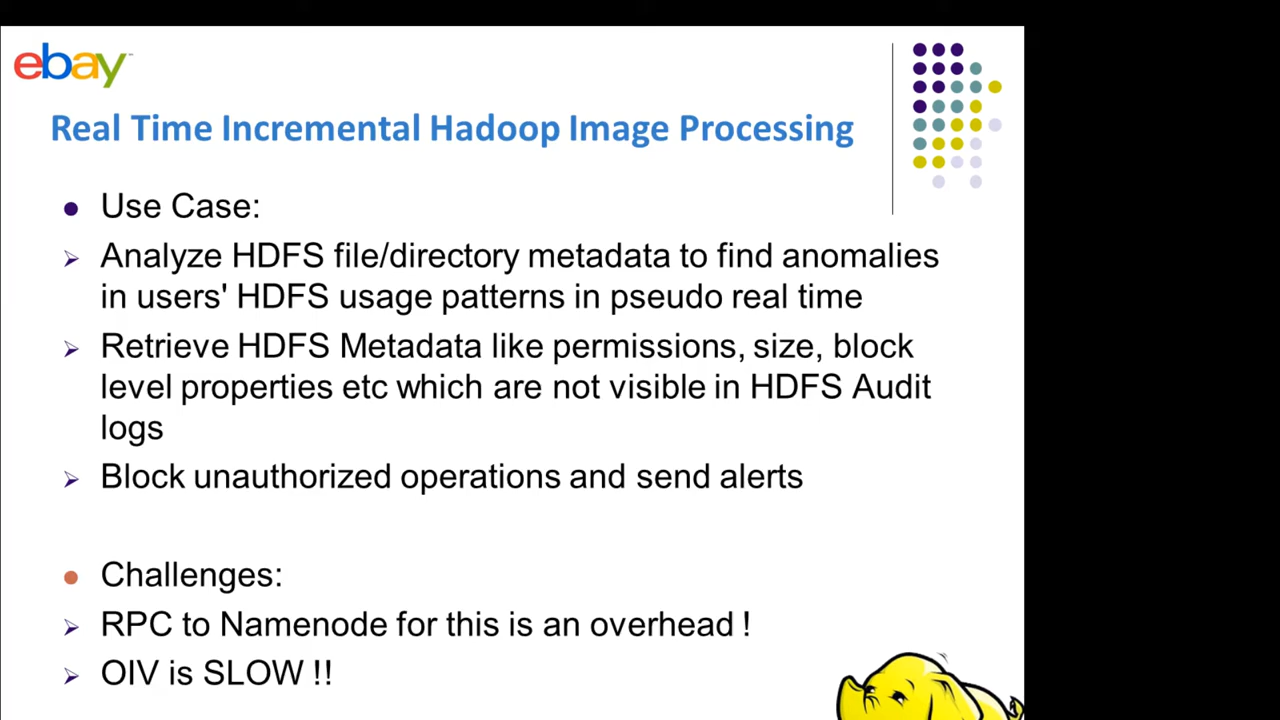 ebay
Real Time Incremental Hadoop Image Processing
Use Case:
Analyze HDFS file/directory metadata to find anomalies
in users' HDFS usage patterns in pseudo real time
Retrieve HDFS Metadata like permissions, size, block
level properties etc which are not visible in HDFS Audit
logs
Block unauthorized operations and send alerts
Challenges:
RPC to Namenode for this is an overhead !
OIV is SLOW !!